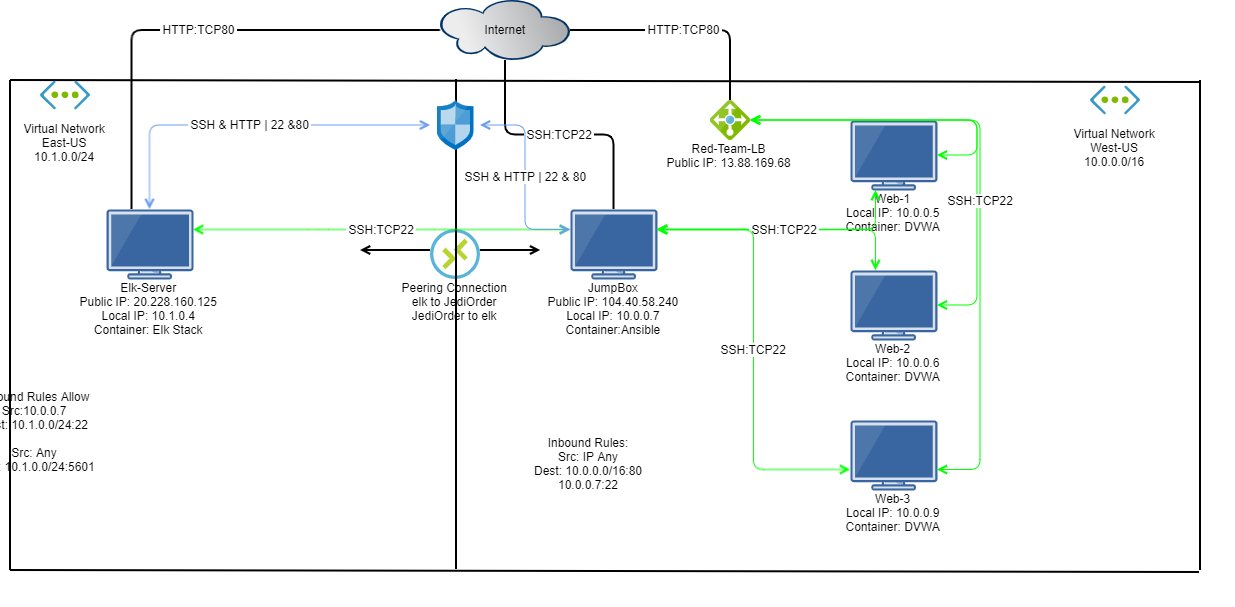 Internet
HTTP:TCP80
HTTP:TCP80
Virtual Network
East-US
10.1.0.0/24
SSH & HTTP | 22 &80
SSH:TCP22
SSH & HTTP | 22 & 80
Red-Team-LB
Public IP: 13.88.169.68
Virtual Network
West-US
10.0.0.0/16
Web-1
Local IP: 10.0.0.5
Container: DVWA
SSH:TCP22
SSH:TCP22
SSH:TCP22
Elk-Server
Public IP: 20.228.160.125
Local IP: 10.1.0.4
Container: Elk Stack
Peering Connection
elk to JediOrder
JediOrder to elk
JumpBox
Public IP: 104.40.58.240
Local IP: 10.0.0.7
Container:Ansible
SSH:TCP22
Web-2
Local IP: 10.0.0.6
Container: DVWA
Rules Allow
Src:10.0.0.7
10.1.0.0/24:22
Src: Any
10.1.0.0/24:5601
Inbound Rules:
Src: IP Any
Dest: 10.0.0.0/16:80
10.0.0.7:22
Web-3
Local IP: 10.0.0.9
Container: DVWA